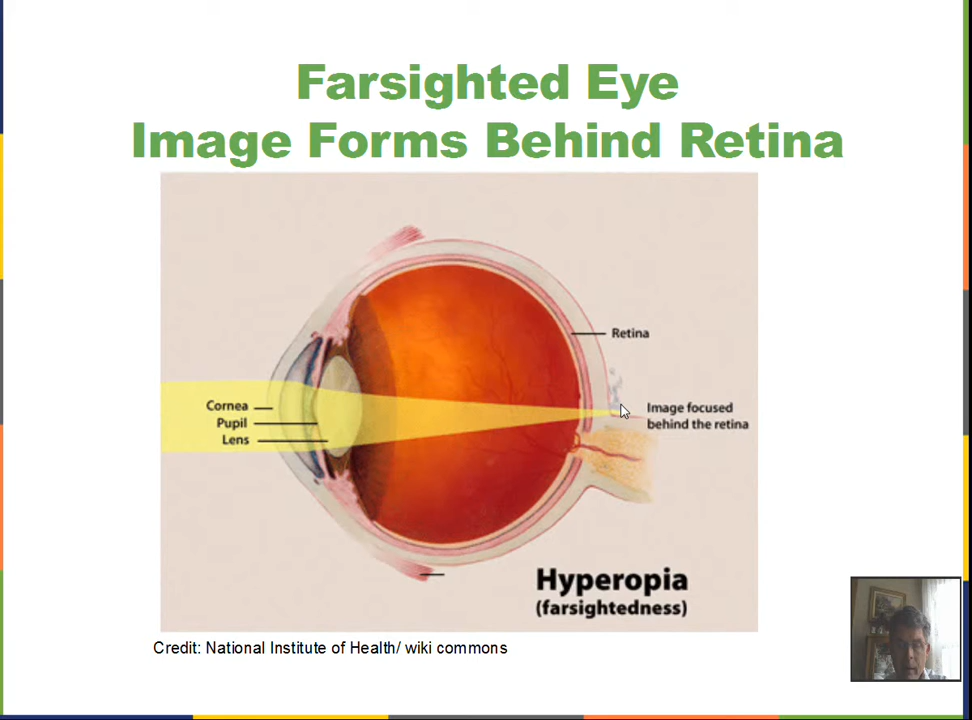 Farsighted Eye
Image Forms Behind Retina
Retina
Cornea
Pupil
Lens
Image focused
behind the retina
Hyperopia
(farsightedness)
Credit: National Institute of Health/ wiki commons